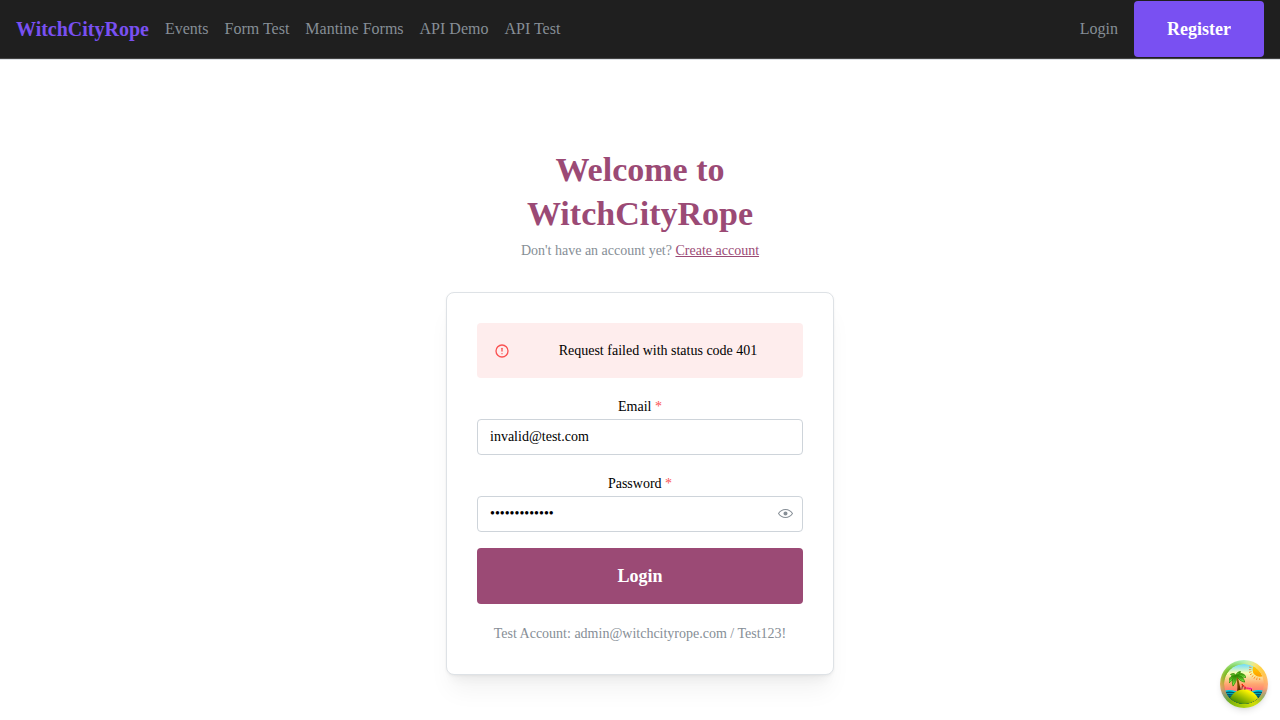 WitchCityRope Events Form Test Mantine Forms API Demo API Test Login Register
Welcome to
WitchCityRope
Don't have an account yet? Create account
Request failed with status code 401
Email *
invalid@test.com
Password *
•••••••••••••
Login
Test Account: admin@witchcityrope.com / Test123!